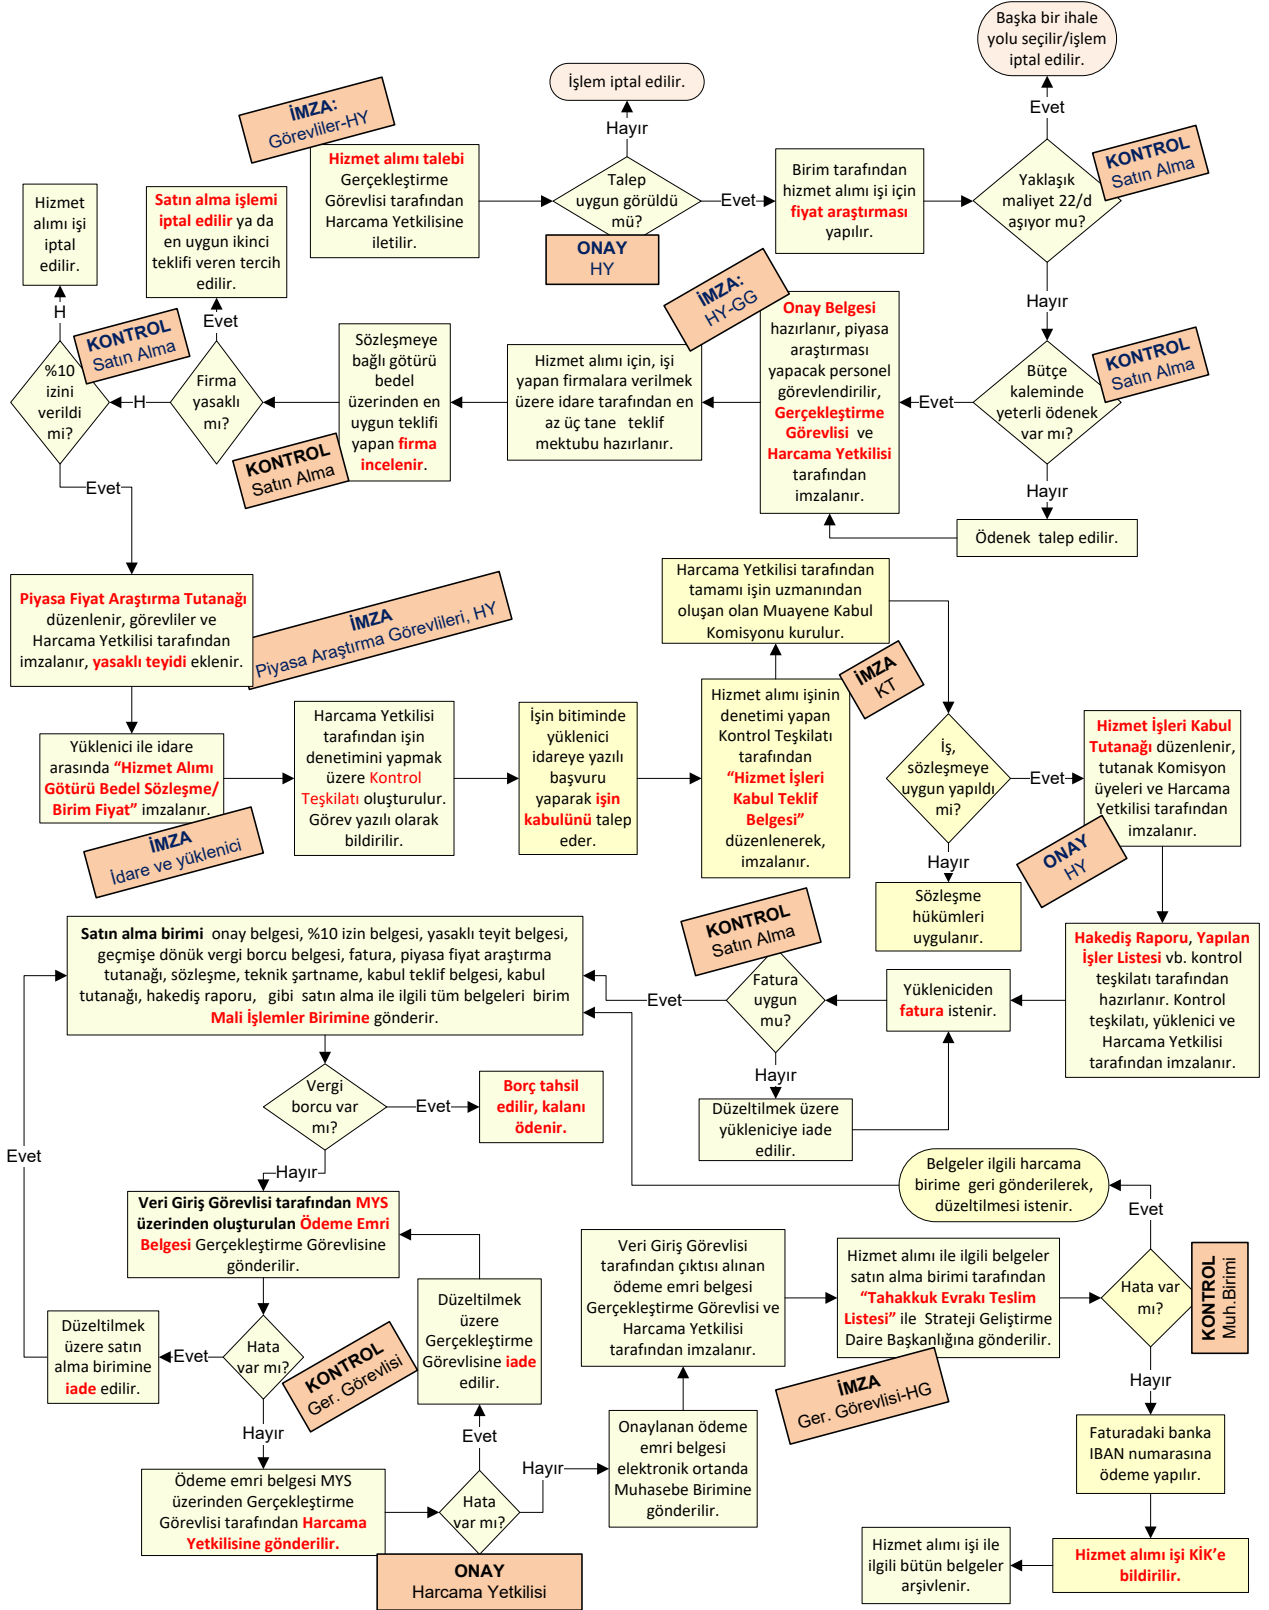 Başka bir ihale
yolu seçilir/işlem
iptal edilir.
İşlem iptal edilir.
Evet
Hayır
İMZA:
Görevliler-HY
Hizmet alımı talebi
Gerçekleştirme
Görevlisi tarafından
Harcama Yetkilisine
iletilir.
Talep
uygun görüldü
mü?
ONAY
HY
Evet
Birim tarafından
hizmet alımı işi için
fiyat araştırması
yapılır.
Yaklaşık
maliyet 22/d
aşıyor mu?
KONTROL
Satın Alma
Hayır
Bütçe
kaleminde
yeterli ödenek
var mı?
KONTROL
Satın Alma
Evet
Hayır
Ödenek talep edilir.
İMZA:
HY-GG
Onay Belgesi
hazırlanır, piyasa
araştırması
yapacak personel
görevlendirilir,
Gerçekleştirme
Görevlisi ve
Harcama Yetkilisi
tarafından
imzalanır.
Hizmet alımı için, işi
yapan firmalara verilmek
üzere idare tarafından en
az üç tane teklif
mektubu hazırlanır.
Sözleşmeye
bağlı götürü
bedel
üzerinden en
uygun teklifi
yapan firma
incelenir.
KONTROL
Satın Alma
Firma
yasaklı
mı?
Evet
Satın alma işlemi
iptal edilir ya da
en uygun ikinci
teklifi veren tercih
edilir.
H
KONTROL
Satın Alma
%10
izini
verildi
mi?
H
Hizmet
alımı işi
iptal
edilir.
Evet
Piyasa Fiyat Araştırma Tutanağı
düzenlenir, görevliler ve
Harcama Yetkilisi tarafından
imzalanır, yasaklı teyidi eklenir.
İMZA
Piyasa Araştırma Görevlileri, HY
Yüklenici ile idare
arasında “Hizmet Alımı
Götürü Bedel Sözleşme/
Birim Fiyat” imzalanır.
İMZA
İdare ve yüklenici
Harcama Yetkilisi
tarafından işin
denetimini yapmak
üzere Kontrol
Teşkilatı oluşturulur.
Görev yazılı olarak
bildirilir.
İşin bitiminde
yüklenici
idareye yazılı
başvuru
yaparak işin
kabulünü talep
eder.
Hizmet alımı işinin
denetimi yapan
Kontrol Teşkilatı
tarafından
“Hizmet İşleri
Kabul Teklif
Belgesi”
düzenlenerek,
imzalanır.
İMZA
KT
Harcama Yetkilisi tarafından
tamamı işin uzmanından
oluşan olan Muayene Kabul
Komisyonu kurulur.
İş,
sözleşmeye
uygun yapıldı
mi?
Evet
Hayır
Sözleşme
hükümleri
uygulanır.
Hizmet İşleri Kabul
Tutanağı düzenlenir,
tutanak Komisyon
üyeleri ve Harcama
Yetkilisi tarafından
imzalanır.
ONAY
HY
Hakediş Raporu, Yapılan
İşler Listesi vb. kontrol
teşkilatı tarafından
hazırlanır. Kontrol
teşkilatı, yüklenici ve
Harcama Yetkilisi
tarafından imzalanır.
Yükleniciden
fatura istenir.
KONTROL
Satın Alma
Fatura
uygun
mu?
Evet
Hayır
Düzeltilmek üzere
yükleniciye iade
edilir.
Satın alma birimi onay belgesi, %10 izin belgesi, yasaklı teyit belgesi,
geçmişe dönük vergi borcu belgesi, fatura, piyasa fiyat araştırma
tutanağı, sözleşme, teknik şartname, kabul teklif belgesi, kabul
tutanağı, hakediş raporu, gibi satın alma ile ilgili tüm belgeleri birim
Mali İşlemler Birimine gönderir.
Vergi
borcu var
mı?
Evet
Borç tahsil
edilir, kalanı
ödenir.
Hayır
Veri Giriş Görevlisi tarafından MYS
üzerinden oluşturulan Ödeme Emri
Belgesi Gerçekleştirme Görevlisine
gönderilir.
Hata
var mı?
KONTROL
Ger. Görevlisi
Evet
Düzeltilmek
üzere satın
alma birimine
iade edilir.
Evet
Hayır
Ödeme emri belgesi MYS
üzerinden Gerçekleştirme
Görevlisi tarafından Harcama
Yetkilisine gönderilir.
Hata
var mı?
ONAY
Harcama Yetkilisi
Evet
Düzeltilmek
üzere
Gerçekleştirme
Görevlisine iade
edilir.
Hayır
Onaylanan ödeme
emri belgesi
elektronik ortanda
Muhasebe Birimine
gönderilir.
Veri Giriş Görevlisi
tarafından çıktısı alınan
ödeme emri belgesi
Gerçekleştirme Görevlisi ve
Harcama Yetkilisi
tarafından imzalanır.
Hizmet alımı ile ilgili belgeler
satın alma birimi tarafından
“Tahakkuk Evrakı Teslim
Listesi” ile Strateji Geliştirme
Daire Başkanlığına gönderilir.
İMZA
Ger. Görevlisi-HG
Hata var
mı?
KONTROL
Muh.Birimi
Evet
Belgeler ilgili harcama
birime geri gönderilerek,
düzeltilmesi istenir.
Hayır
Faturadaki banka
IBAN numarasına
ödeme yapılır.
Hizmet alımı işi KİK’e
bildirilir.
Hizmet alımı işi ile
ilgili bütün belgeler
arşivlenir.